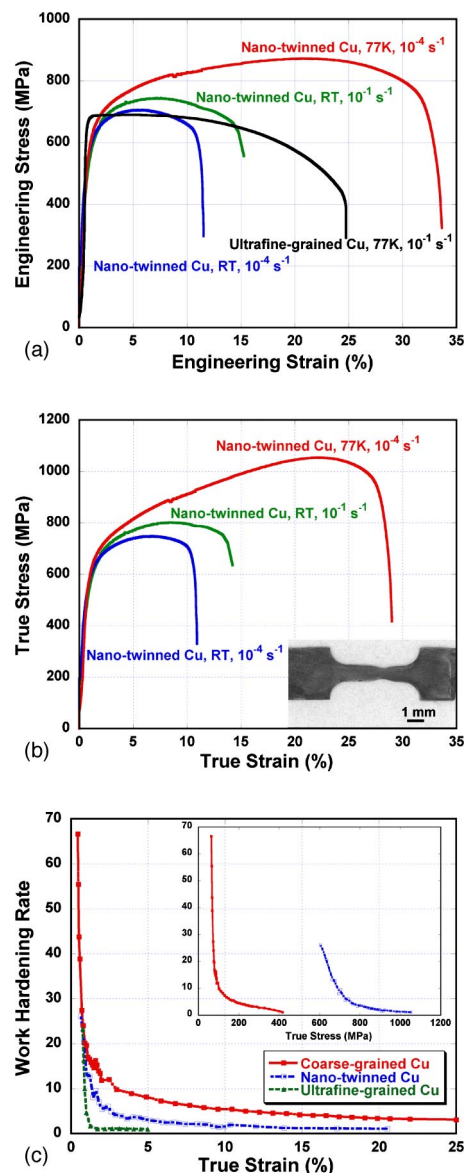 1000
Nano-twinned Cu, 77K, 10⁻⁴ s⁻¹
800
Nano-twinned Cu, RT, 10⁻¹ s⁻¹
600
400
Ultrafine-grained Cu, 77K, 10⁻¹ s⁻¹
200
Nano-twinned Cu, RT, 10⁻⁴ s⁻¹
0
Engineering Stress (MPa)
0 5 10 15 20 25 30 35
(a)
Engineering Strain (%)
1200
Nano-twinned Cu, 77K, 10⁻⁴ s⁻¹
1000
Nano-twinned Cu, RT, 10⁻¹ s⁻¹
800
600
400
Nano-twinned Cu, RT, 10⁻⁴ s⁻¹
200
1 mm
0
True Stress (MPa)
0 5 10 15 20 25 30 35
(b)
True Strain (%)
70
60
50
40
30
20
10
0
Work Hardening Rate
70
60
50
40
30
20
10
0
0 200 400 600 800 1000 1200
True Stress (MPa)
Coarse-grained Cu
Nano-twinned Cu
Ultrafine-grained Cu
0 5 10 15 20 25
(c)
True Strain (%)